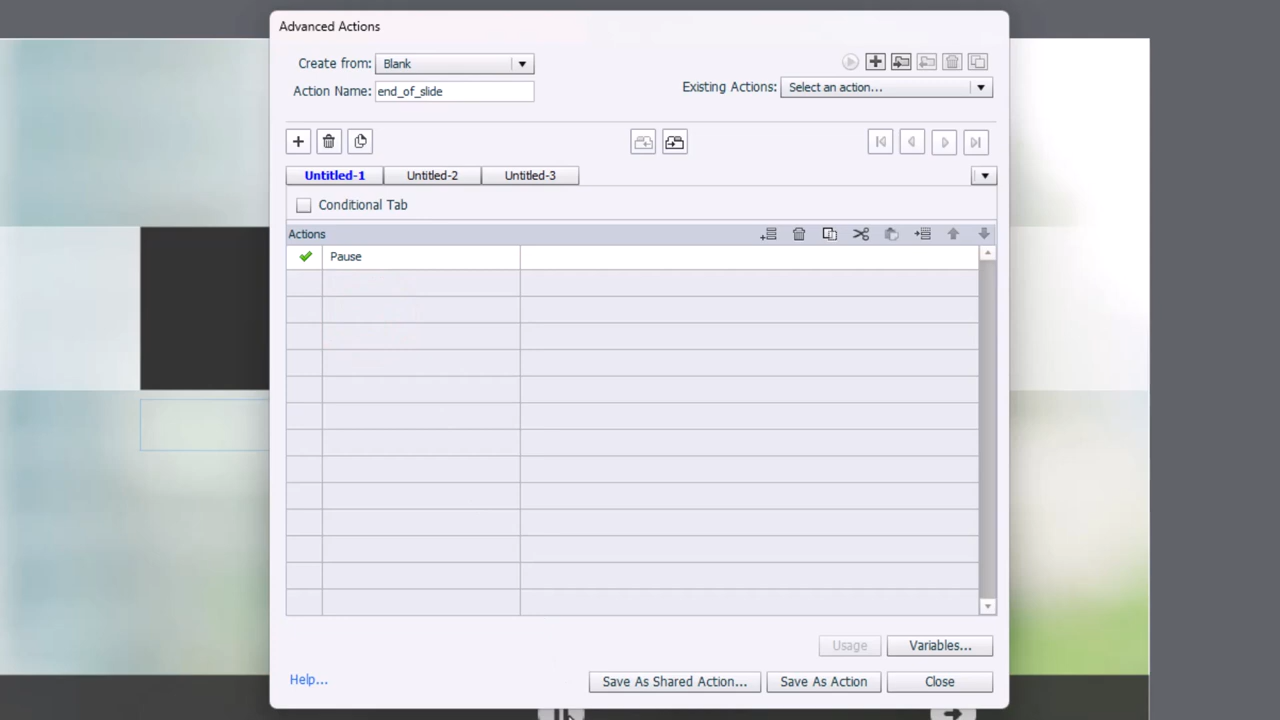 Advanced Actions
Create from: Blank
Action Name: end_of_slide
Existing Actions: Select an action...
Untitled-1 Untitled-2 Untitled-3
Conditional Tab
Actions
Pause
Usage Variables...
Help... Save As Shared Action... Save As Action Close